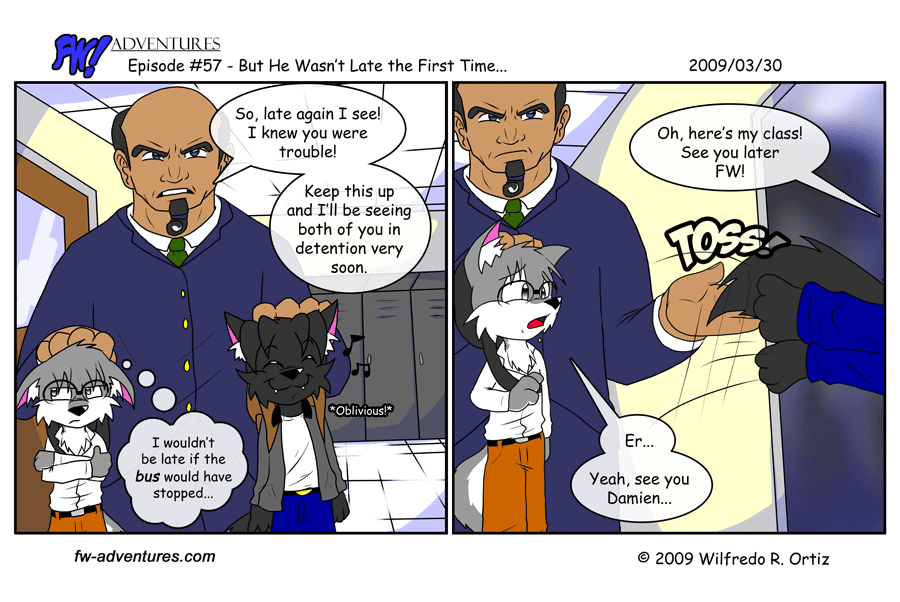 FW! ADVENTURES
Episode #57 - But He Wasn't Late the First Time...
2009/03/30
So, late again I see!
I knew you were
trouble!
Keep this up
and I'll be seeing
both of you in
detention very
soon.
*Oblivious!*
I wouldn't
be late if the
bus would have
stopped...
Oh, here's my class!
See you later
FW!
TOSS!
Er...
Yeah, see you
Damien...
fw-adventures.com
© 2009 Wilfredo R. Ortiz